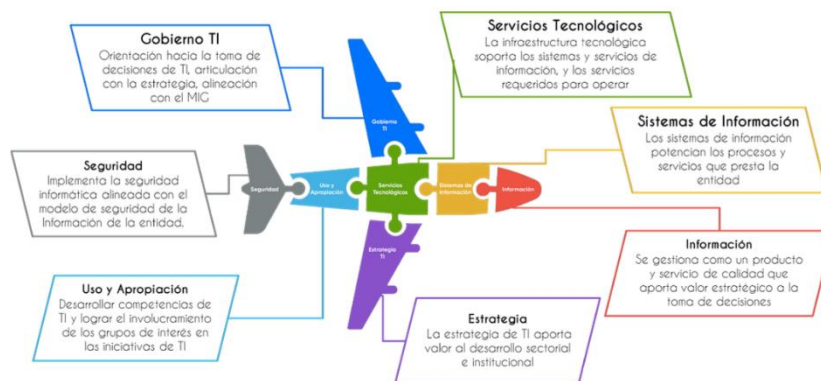 Gobierno TI
Orientación hacia la toma de
decisiones de TI, articulación
con la estrategia, alineación
con el MIG
Servicios Tecnológicos
La infraestructura tecnológica
soporta los sistemas y servicios
de información, y los servicios
requeridos para operar
Sistemas de Información
Los sistemas de información
potencian los procesos y
servicios que presta la
entidad
Seguridad
Implementa la seguridad
informática alineada con el
modelo de seguridad de la
Información de la entidad.
Gobierno
TI
Seguridad
Uso y
Apropiación
Servicios
Tecnológicos
Sistemas de
Información
Información
Estrategia
TI
Información
Se gestiona como un producto
y servicio de calidad que
aporta valor estratégico a la
toma de decisiones
Uso y Apropiación
Desarrollar competencias de
TI y lograr el involucramiento
de los grupos de interés en
las iniciativas de TI
Estrategia
La estrategia de TI aporta
valor al desarrollo sectorial
e institucional